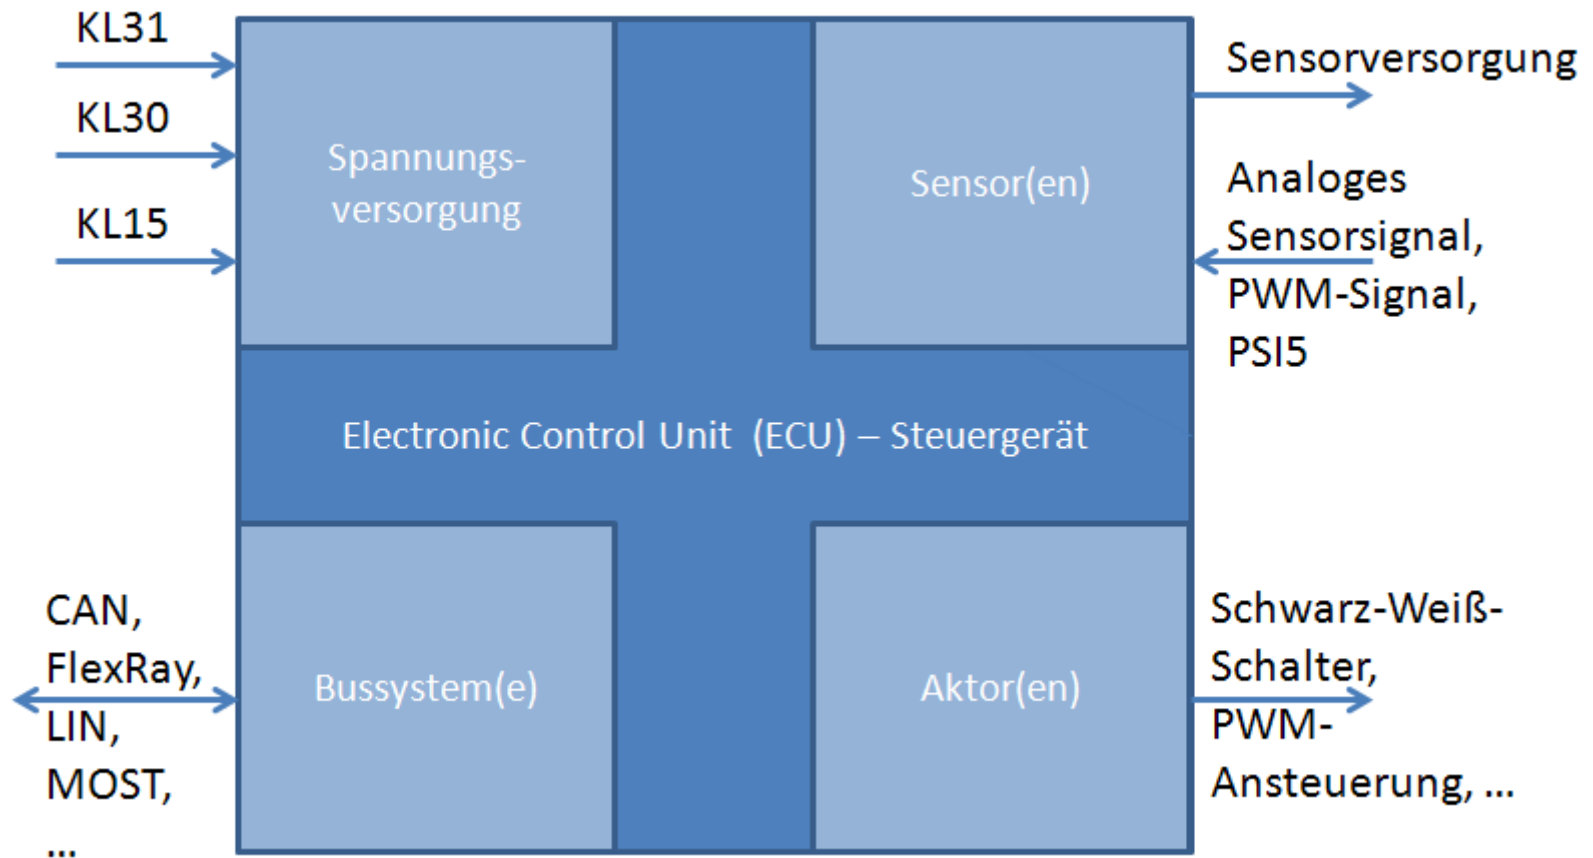 KL31
KL30
KL15
Spannungs-
versorgung
Sensor(en)
Sensorversorgung
Analoges
Sensorsignal,
PWM-Signal,
PSI5
Electronic Control Unit (ECU) – Steuergerät
CAN,
FlexRay,
LIN,
MOST,
...
Bussystem(e)
Aktor(en)
Schwarz-Weiß-
Schalter,
PWM-
Ansteuerung, ...